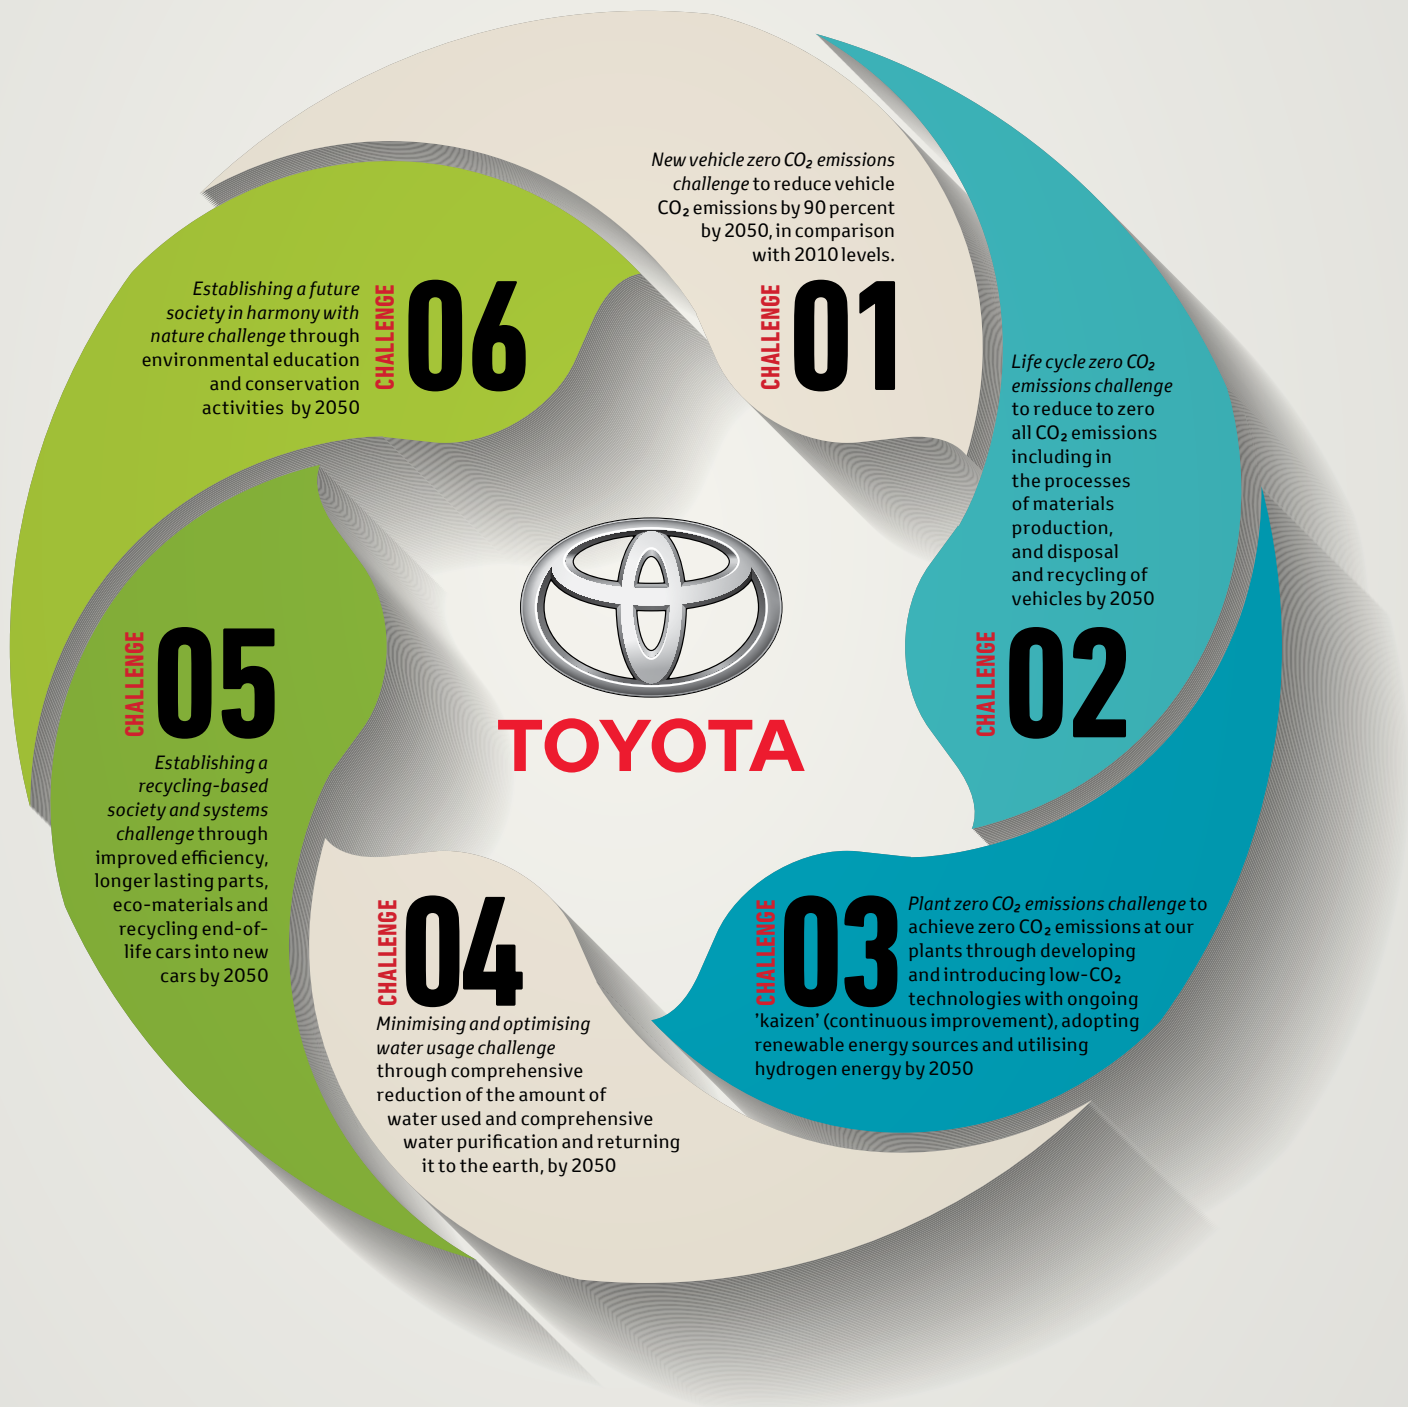 New vehicle zero CO₂ emissions
challenge to reduce vehicle
CO₂ emissions by 90 percent
by 2050, in comparison
with 2010 levels.
CHALLENGE
01
Life cycle zero CO₂
emissions challenge
to reduce to zero
all CO₂ emissions
including in
the processes
of materials
production,
and disposal
and recycling of
vehicles by 2050
CHALLENGE
02
CHALLENGE
03
Plant zero CO₂ emissions challenge to
achieve zero CO₂ emissions at our
plants through developing
and introducing low-CO₂
technologies with ongoing
'kaizen' (continuous improvement), adopting
renewable energy sources and utilising
hydrogen energy by 2050
CHALLENGE
04
Minimising and optimising
water usage challenge
through comprehensive
reduction of the amount of
water used and comprehensive
water purification and returning
it to the earth, by 2050
CHALLENGE
05
Establishing a
recycling-based
society and systems
challenge through
improved efficiency,
longer lasting parts,
eco-materials and
recycling end-of-
life cars into new
cars by 2050
Establishing a future
society in harmony with
nature challenge through
environmental education
and conservation
activities by 2050
CHALLENGE
06
TOYOTA